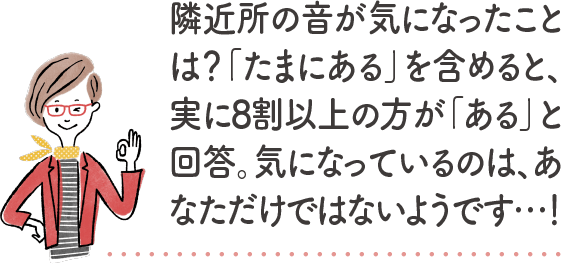 隣近所の音が気になったこと
は?「たまにある」を含めると、
実に8割以上の方が「ある」と
回答。気になっているのは、あ
なただけではないようです…!